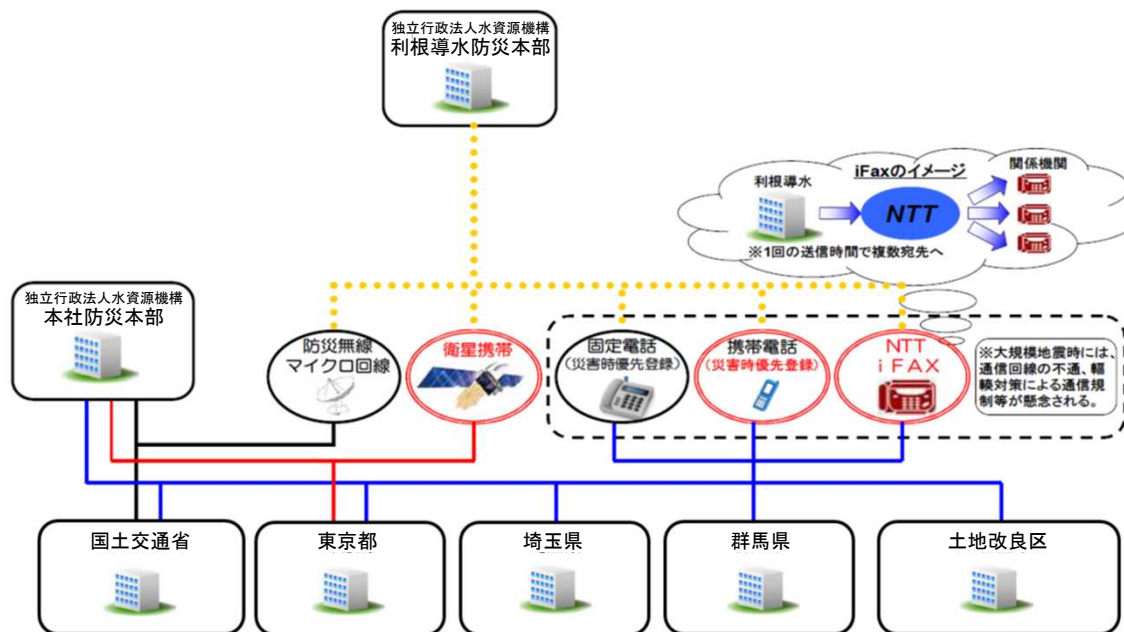 独立行政法人水資源機構
利根導水防災本部
iFaxのイメージ
関係機関
利根導水
NTT
※1回の送信時間で複数宛先へ
独立行政法人水資源機構
本社防災本部
防災無線
マイクロ回線
衛星携帯
固定電話
(災害時優先登録)
携帯電話
(災害時優先登録)
NTT
i FAX
※大規模地震時には、
通信回線の不通、輻
輳対策による通信規
制等が懸念される。
国土交通省
東京都
埼玉県
群馬県
土地改良区